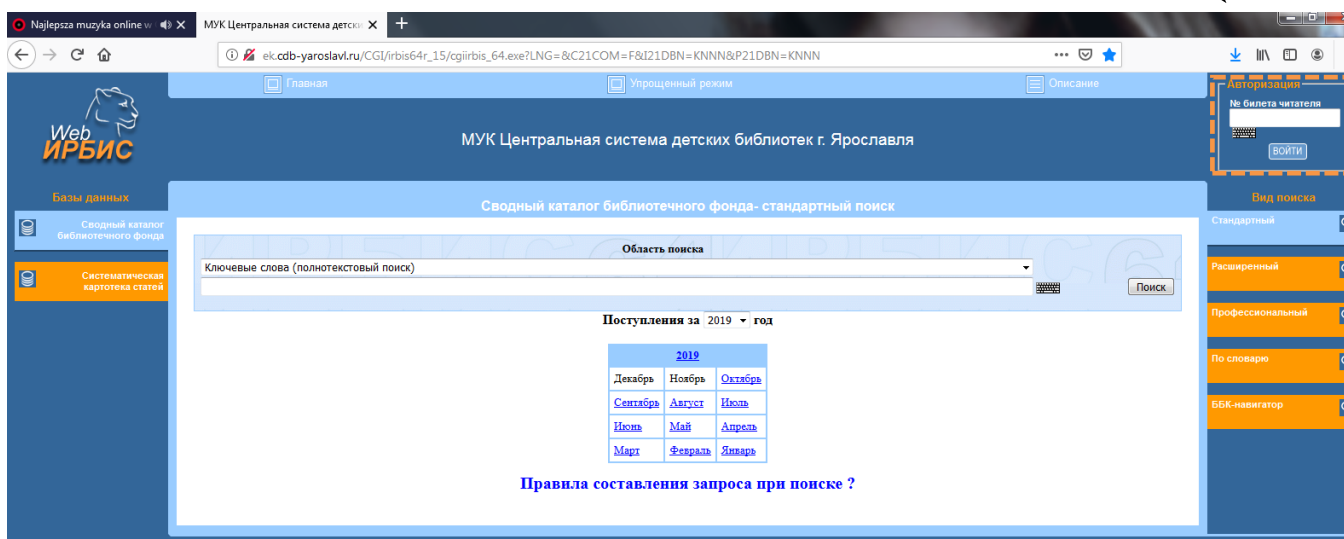 Najlepsza muzyka online w
МУК Центральная система детски
ek.cdb-yaroslavl.ru/CGI/irbis64r_15/cgiirbis_64.exe?LNG=&C21COM=F&I21DBN=KNNN&P21DBN=KNNN
Главная
Упрощенный режим
Описание
Авторизация
№ билета читателя
ВОЙТИ
Web
ИРБИС
МУК Центральная система детских библиотек г. Ярославля
Базы данных
Сводный каталог
библиотечного фонда
Систематическая
картотека статей
Сводный каталог библиотечного фонда- стандартный поиск
Область поиска
Ключевые слова (полнотекстовый поиск)
Поиск
Поступления за 2019 год
2019
Декабрь Ноябрь Октябрь
Сентябрь Август Июль
Июнь Май Апрель
Март Февраль Январь
Правила составления запроса при поиске ?
Вид поиска
Стандартный
Расширенный
Профессиональный
По словарю
ББК-навигатор